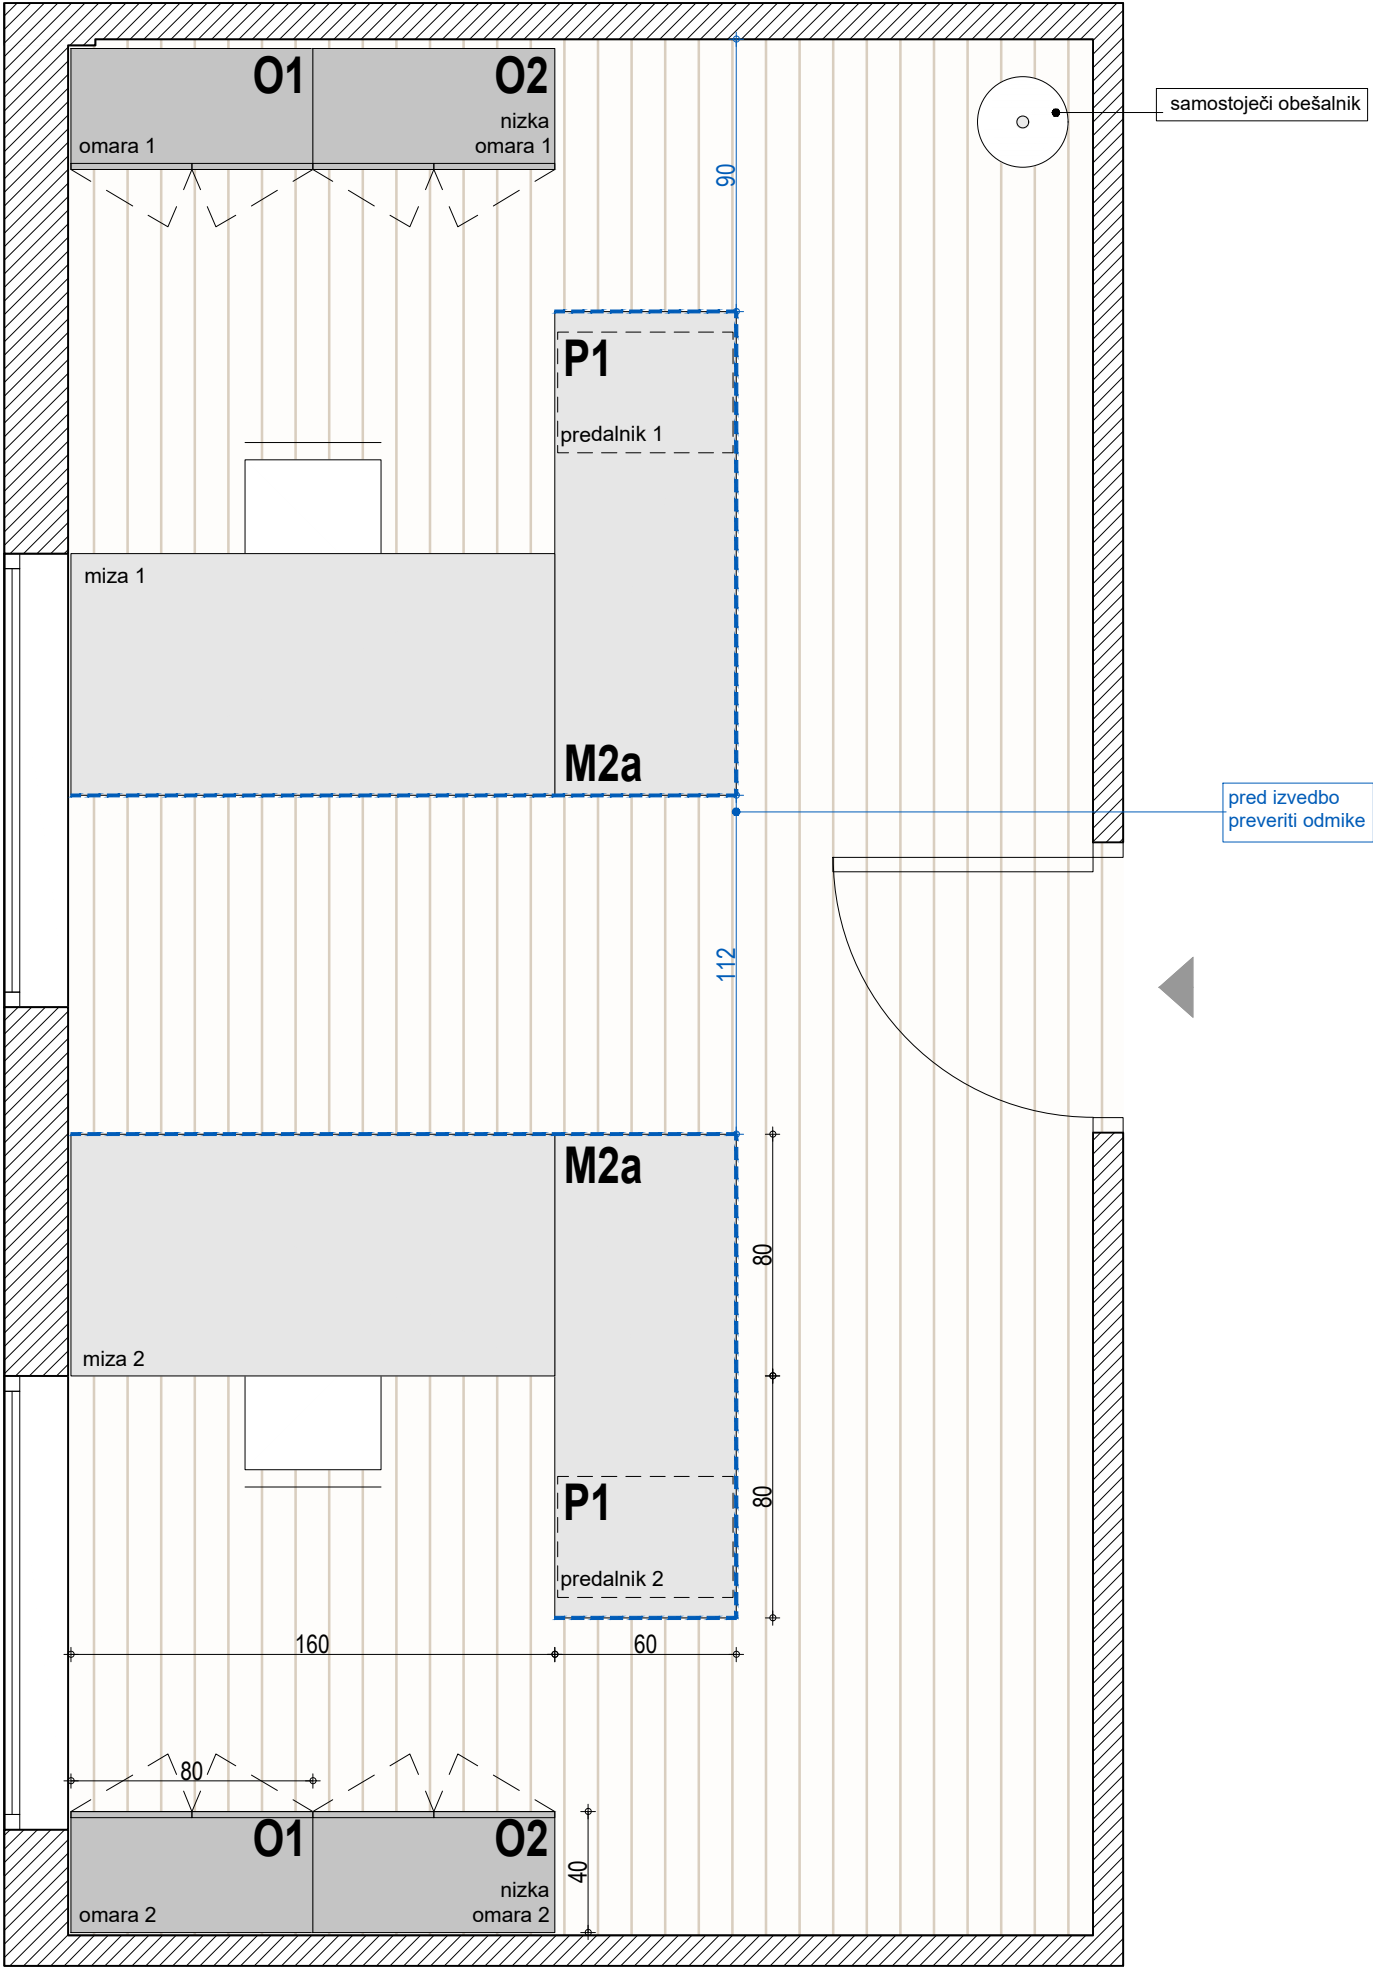 O1
O2
nizka
omara 1
omara 1
samostoječi obešalnik
90
P1
predalnik 1
miza 1
M2a
pred izvedbo
preveriti odmike
112
M2a
80
miza 2
80
P1
predalnik 2
160
60
80
O1
O2
40
nizka
omara 2
omara 2